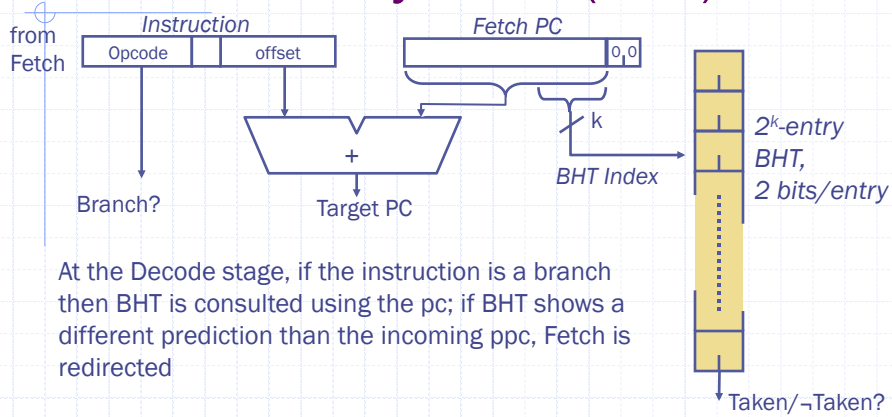 Instruction
Fetch PC
from
Fetch
Opcode
offset
0 0
k
+
BHT Index
2^k-entry
BHT,
2 bits/entry
Branch?
Target PC
At the Decode stage, if the instruction is a branch
then BHT is consulted using the pc; if BHT shows a
different prediction than the incoming ppc, Fetch is
redirected
Taken/¬Taken?